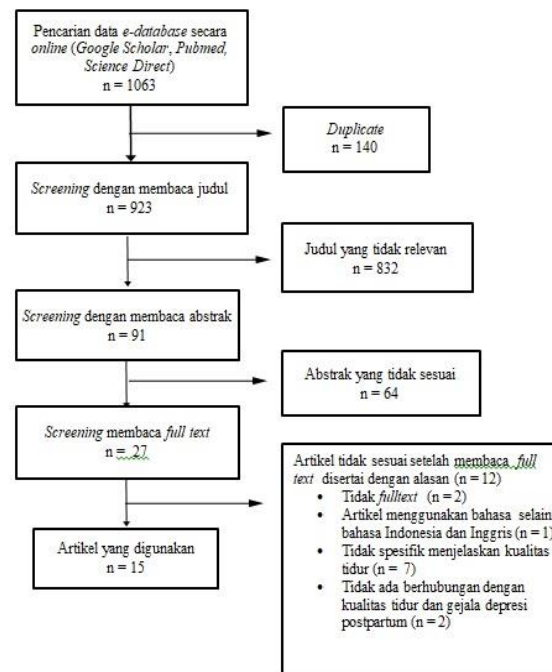 Pencarian data e-database secara
online (Google Scholar, Pubmed,
Science Direct)
n = 1063
Duplicate
n = 140
Screening dengan membaca judul
n = 923
Judul yang tidak relevan
n = 832
Screening dengan membaca abstrak
n = 91
Abstrak yang tidak sesuai
n = 64
Screening membaca full text
n = 27
Artikel tidak sesuai setelah membaca full
text disertai dengan alasan (n = 12)
• Tidak fulltext (n = 2)
• Artikel menggunakan bahasa selain
bahasa Indonesia dan Inggris (n = 1)
• Tidak spesifik menjelaskan kualitas
tidur (n = 7)
• Tidak ada berhubungan dengan
kualitas tidur dan gejala depresi
postpartum (n = 2)
Artikel yang digunakan
n = 15